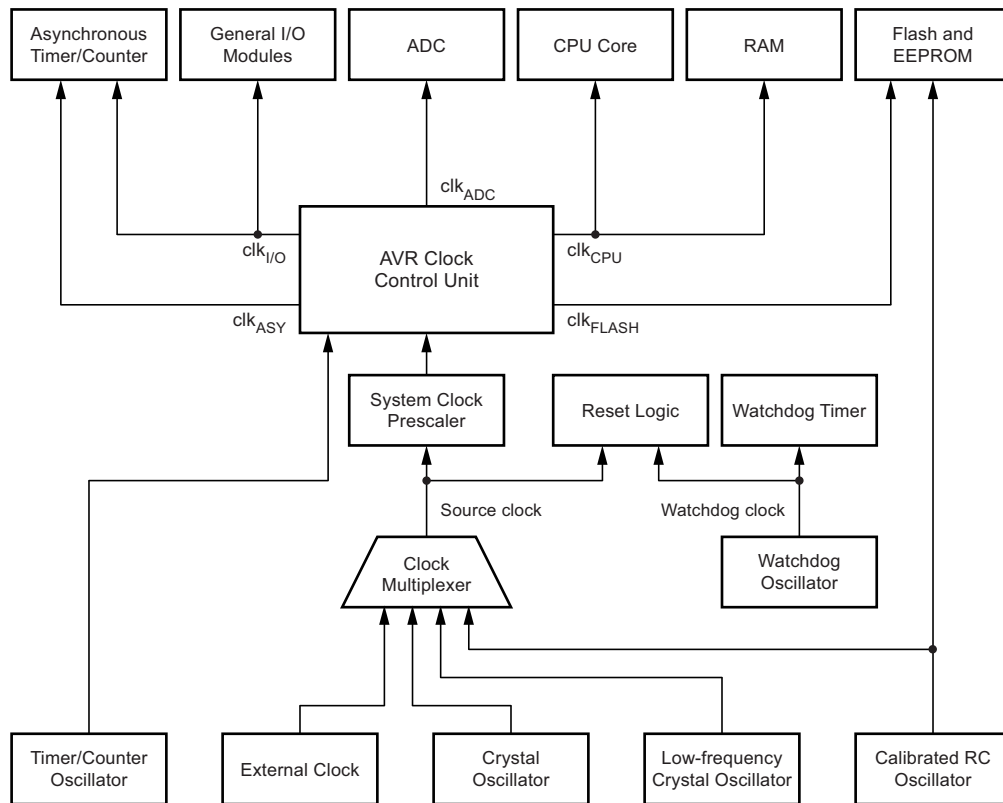 Asynchronous
Timer/Counter
General I/O
Modules
ADC
CPU Core
RAM
Flash and
EEPROM
clkADC
clkI/O
AVR Clock
Control Unit
clkCPU
clkASY
clkFLASH
System Clock
Prescaler
Reset Logic
Watchdog Timer
Source clock
Watchdog clock
Clock
Multiplexer
Watchdog
Oscillator
Timer/Counter
Oscillator
External Clock
Crystal
Oscillator
Low-frequency
Crystal Oscillator
Calibrated RC
Oscillator